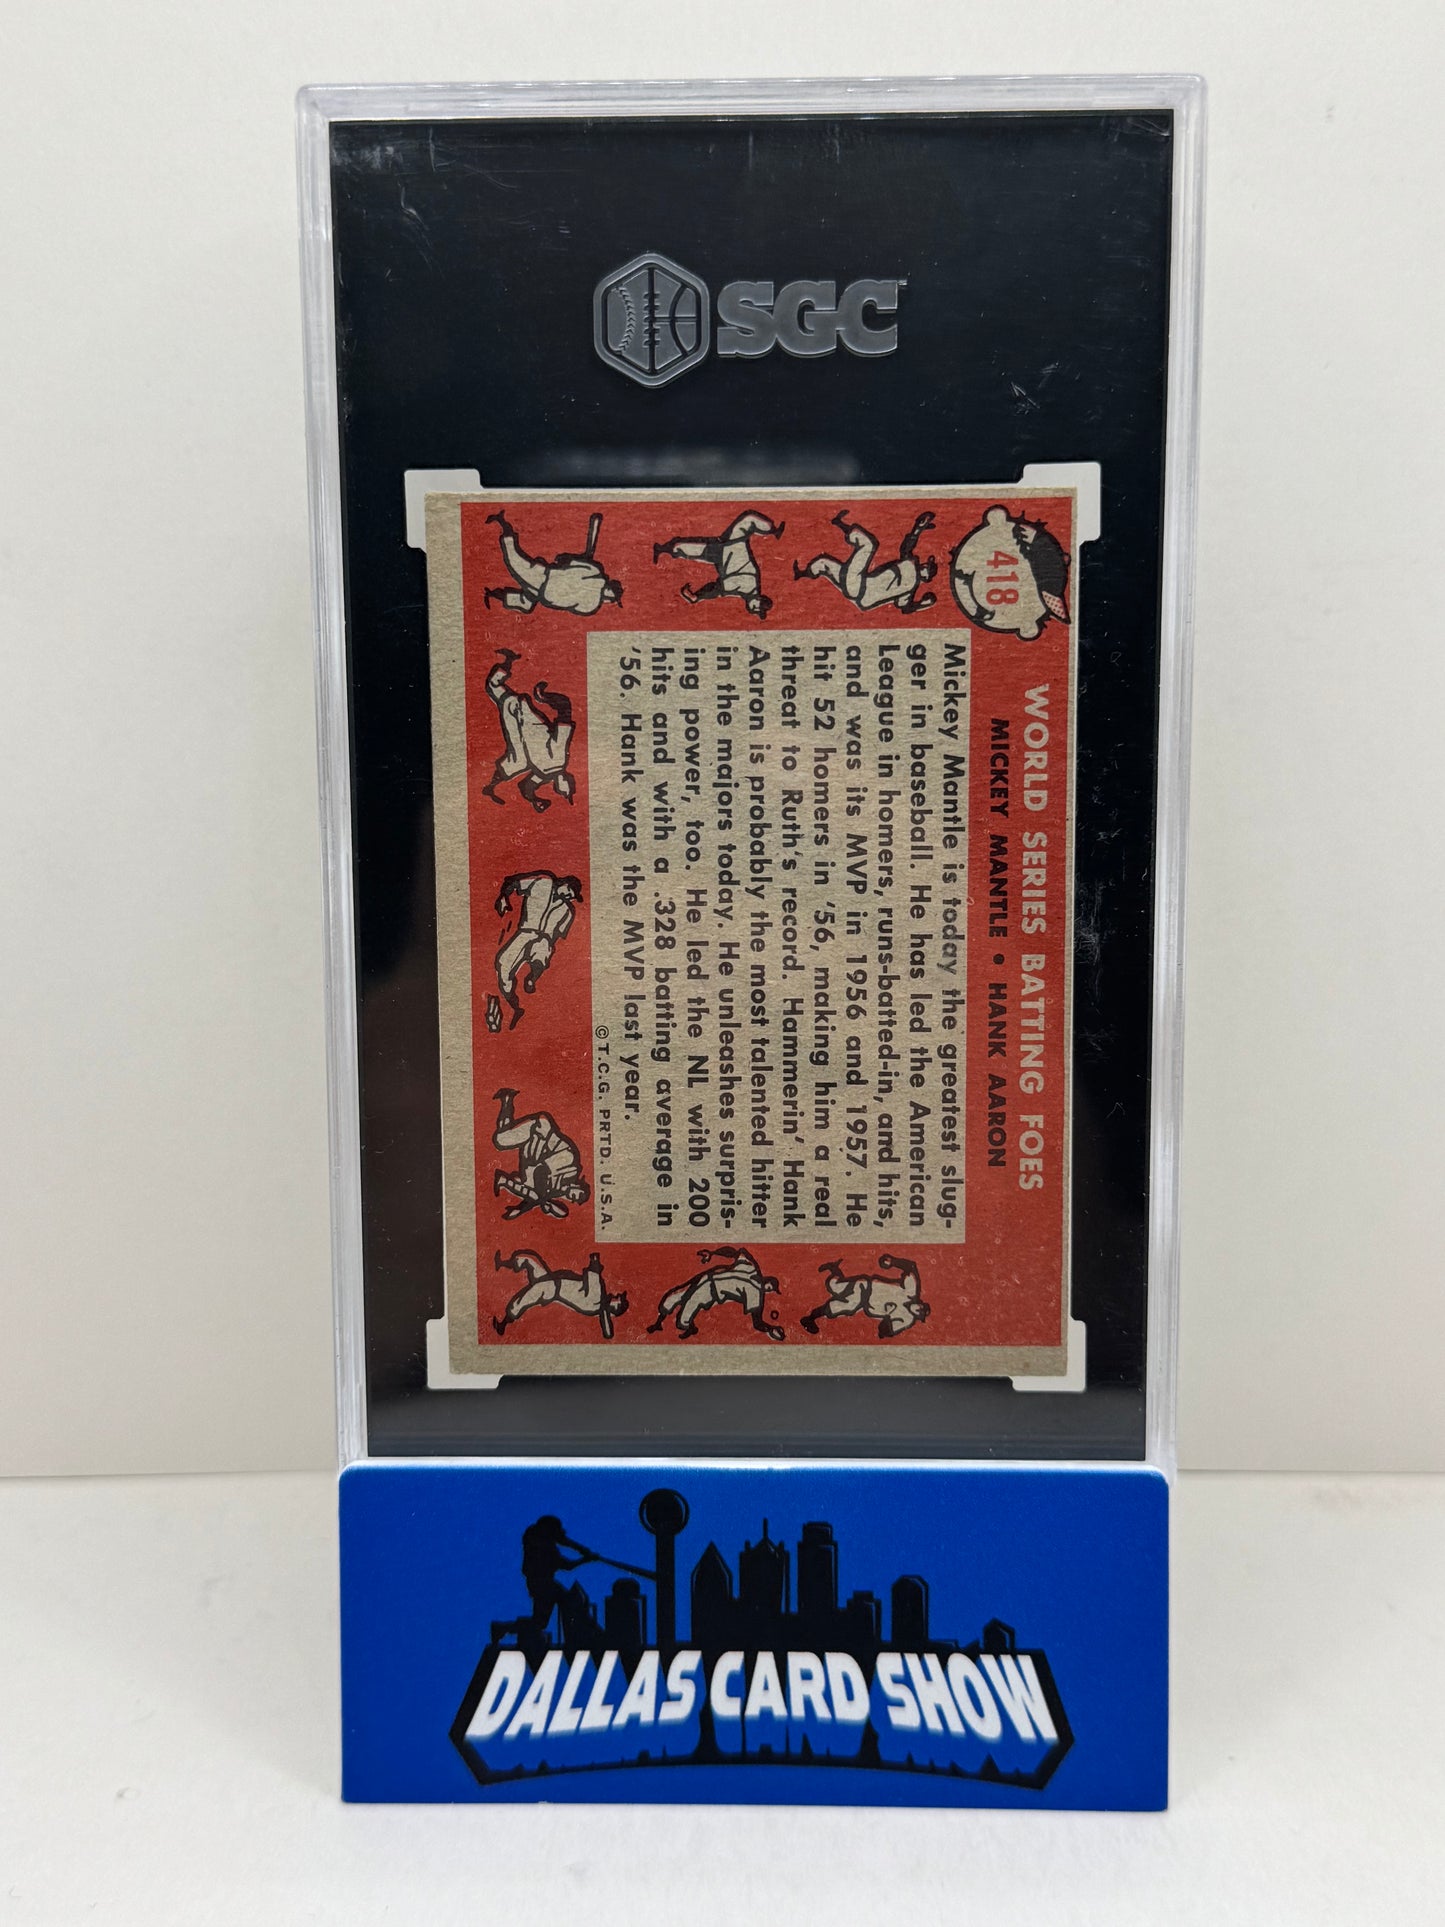 SGC
418
WORLD SERIES BATTING FOES
MICKEY MANTLE • HANK AARON
Mickey Mantle is today the greatest slug-
ger in baseball. He has led the American
League in homers, runs-batted-in, and hits,
and was its MVP in 1956 and 1957. He
hit 52 homers in '56, making him a real
threat to Ruth's record. Hammerin' Hank
Aaron is probably the most talented hitter
in the majors today. He unleashes surpris-
ing power, too. He led the NL with 200
hits and with a .328 batting average in
'56. Hank was the MVP last year.
© T.C.G. PRTD. U.S.A.
DALLAS CARD SHOW